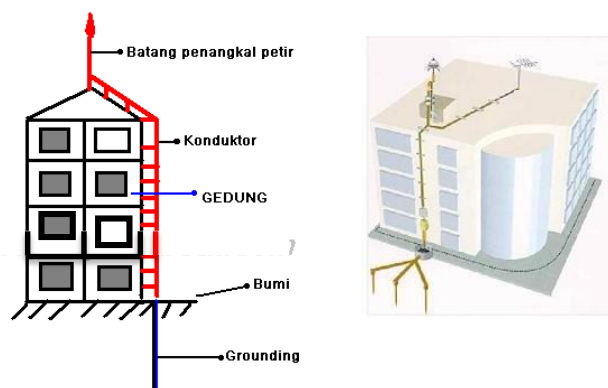 Batang penangkal petir
Konduktor
GEDUNG
Bumi
Grounding